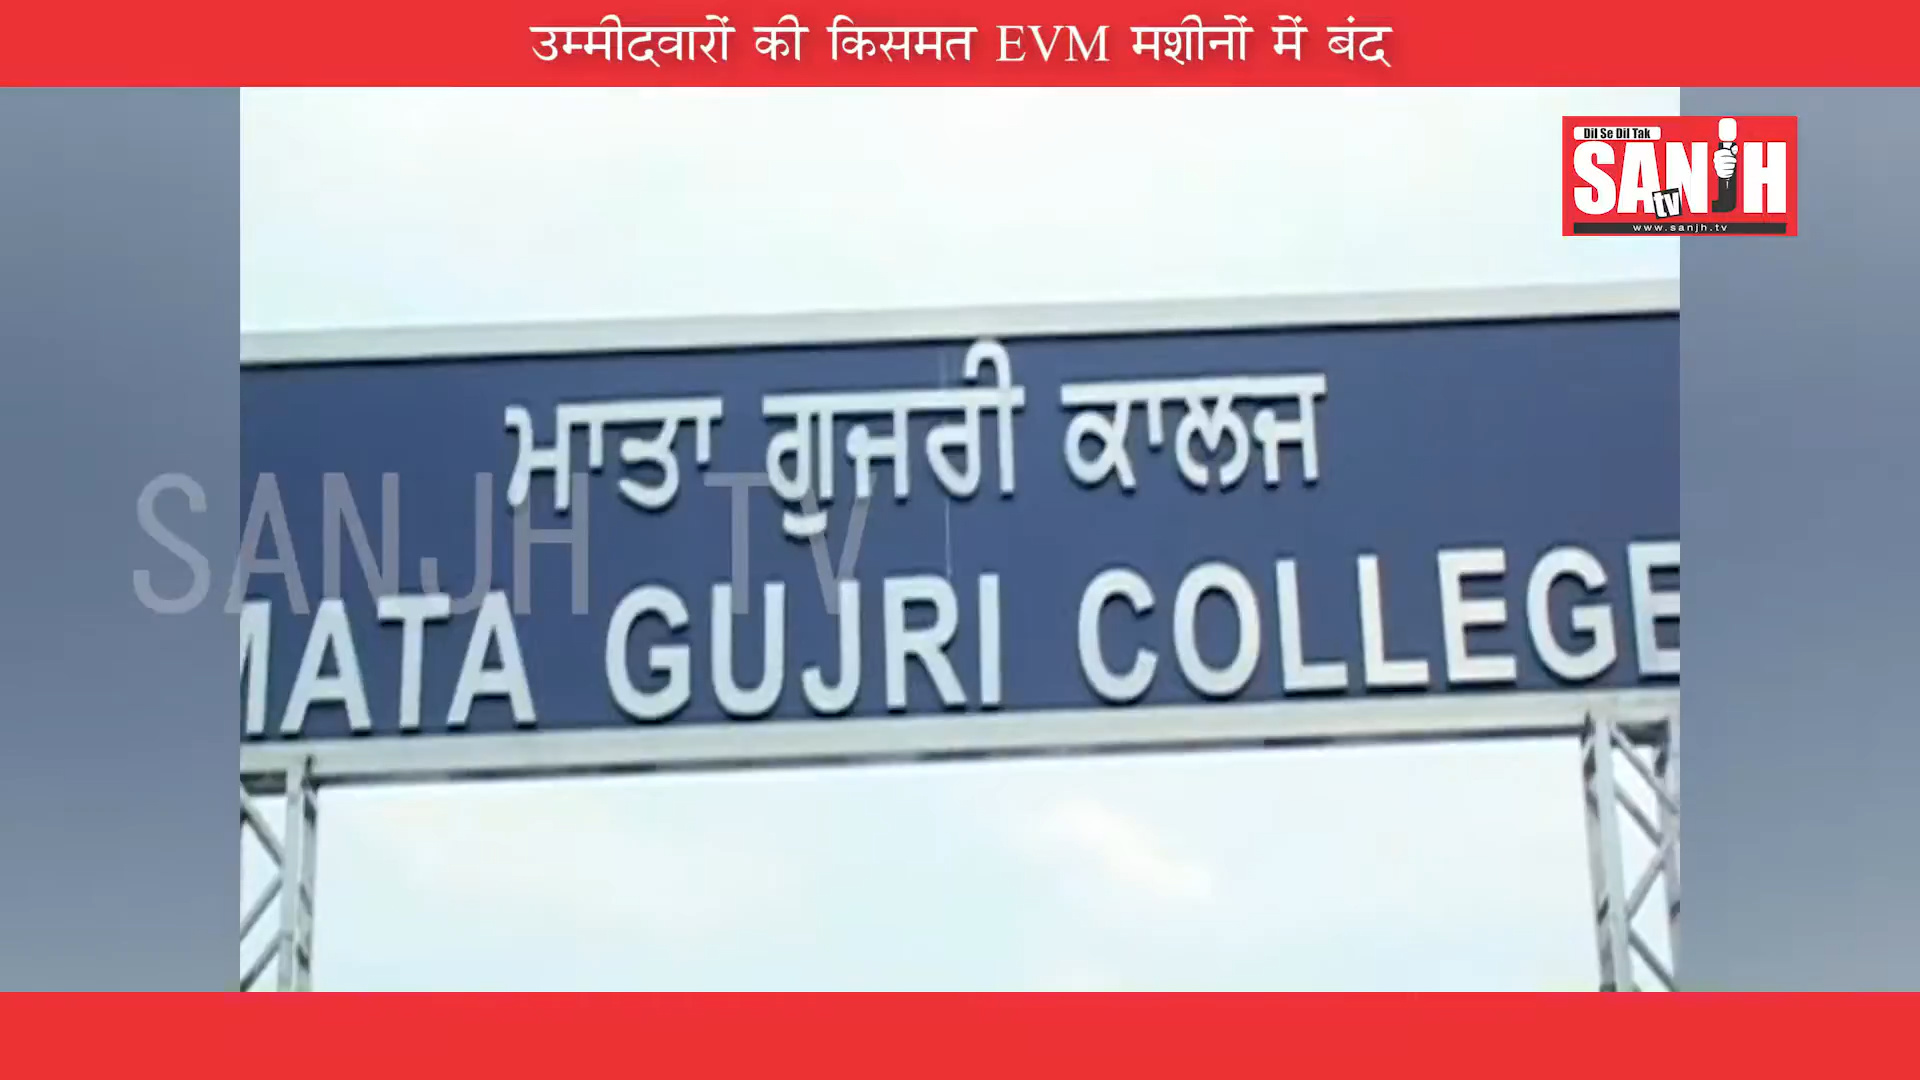 उम्मीदवारों की किसमत EVM मशीनों में बंद
Dil Se Dil Tak
SANJH
tv
www.sanjh.tv
ਮਾਤਾ ਗੁਜਰੀ ਕਾਲਜ
SANJH TV
MATA GUJRI COLLEGE